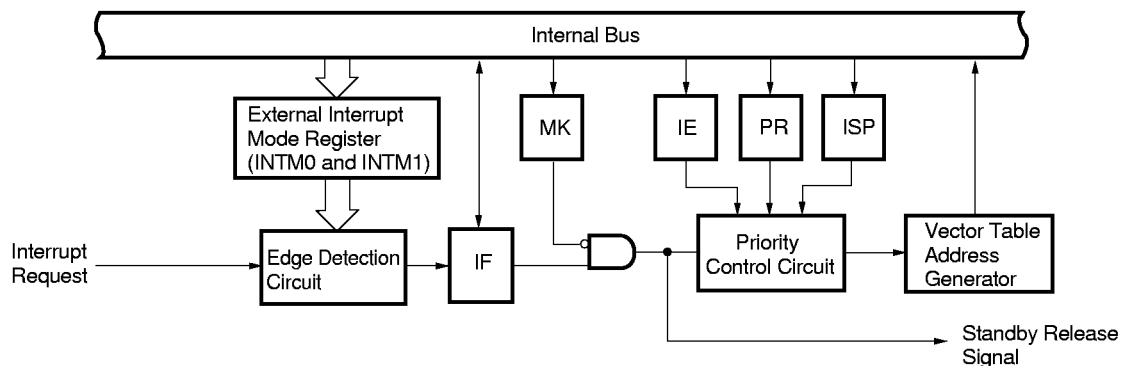 Internal Bus
External Interrupt
Mode Register
(INTM0 and INTM1)
MK
IE
PR
ISP
Interrupt
Request
Edge Detection
Circuit
IF
Priority
Control Circuit
Vector Table
Address
Generator
Standby Release
Signal